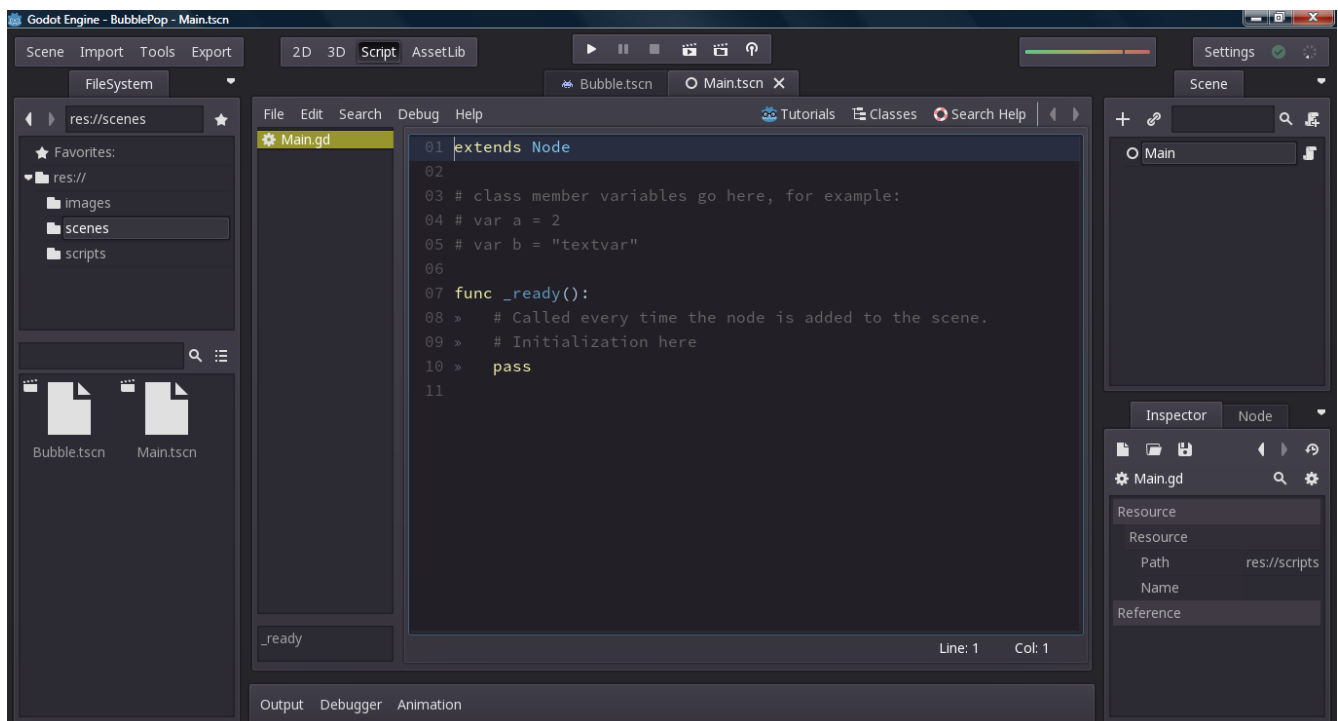 Godot Engine - BubblePop - Main.tscn
Scene Import Tools Export
2D 3D Script AssetLib
Settings
FileSystem
Bubble.tscn
Main.tscn X
Scene
res://scenes
Favorites:
res://
images
scenes
scripts
Bubble.tscn
Main.tscn
File Edit Search Debug Help
Tutorials Classes Search Help
Main.gd
_ready
01 extends Node
02
03 # class member variables go here, for example:
04 # var a = 2
05 # var b = "textvar"
06
07 func _ready():
08 » # Called every time the node is added to the scene.
09 » # Initialization here
10 » pass
11
Line: 1 Col: 1
Output Debugger Animation
Main
Inspector Node
Main.gd
Resource
Resource
Path res://scripts
Name
Reference